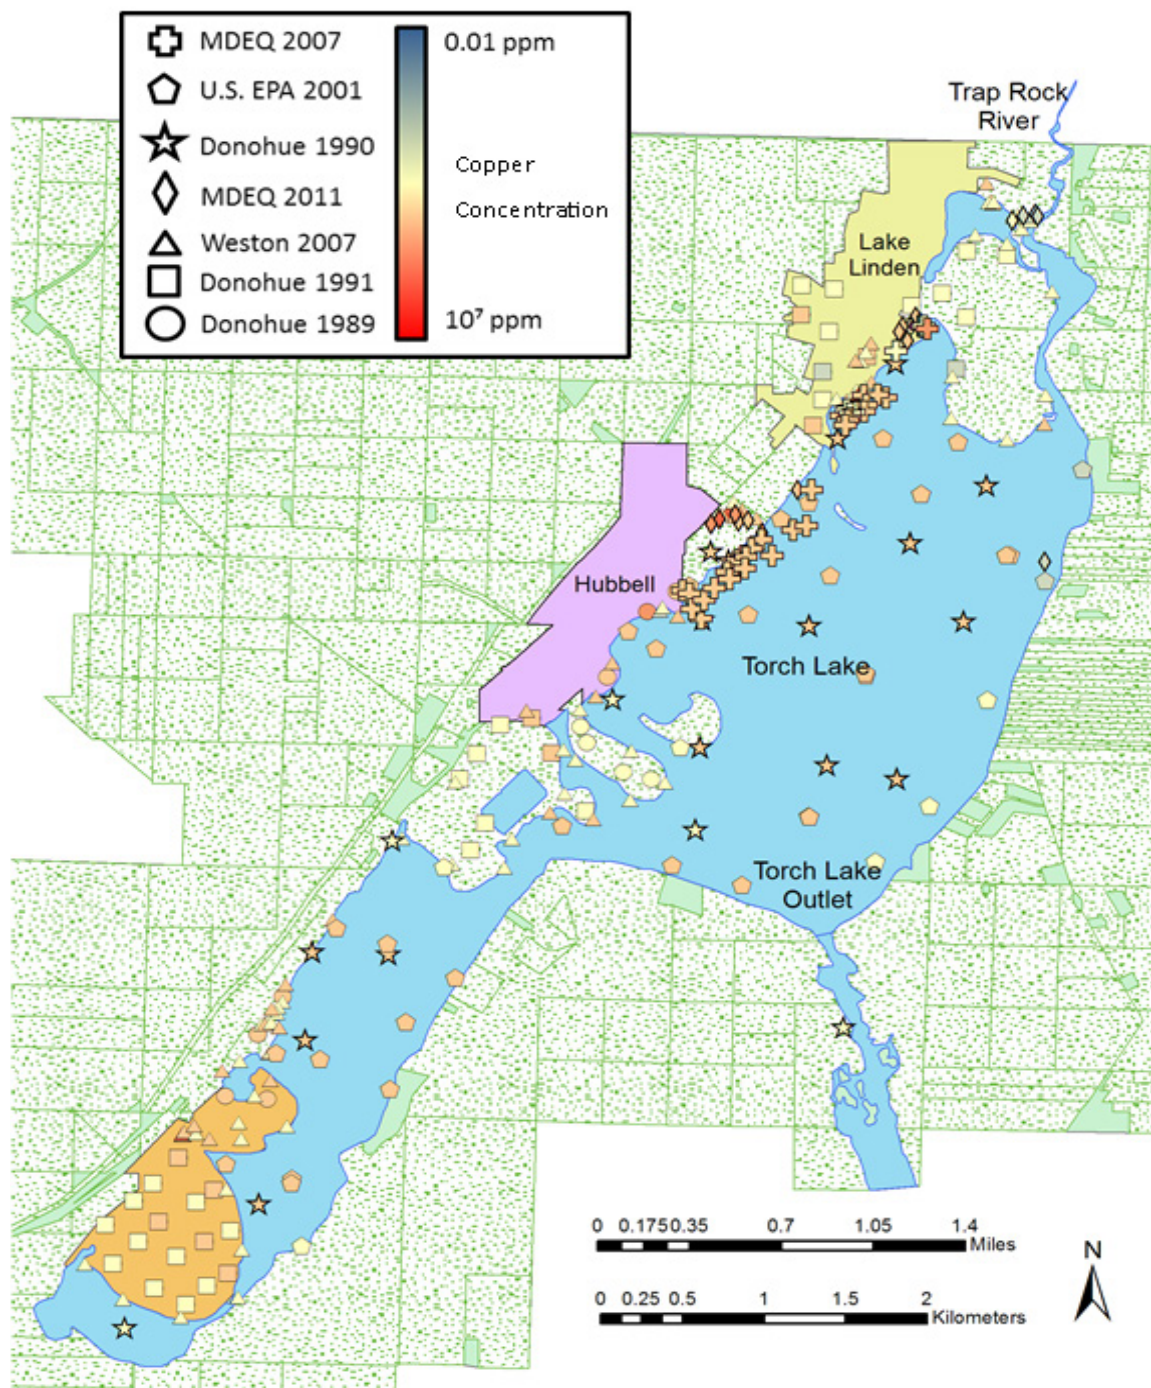 MDEQ 2007
U.S. EPA 2001
Donohue 1990
MDEQ 2011
Weston 2007
Donohue 1991
Donohue 1989
0.01 ppm
Copper
Concentration
10⁷ ppm
Trap Rock
River
Lake
Linden
Hubbell
Torch Lake
Torch Lake
Outlet
0 0.175 0.35 0.7 1.05 1.4
Miles
0 0.25 0.5 1 1.5 2
Kilometers
N